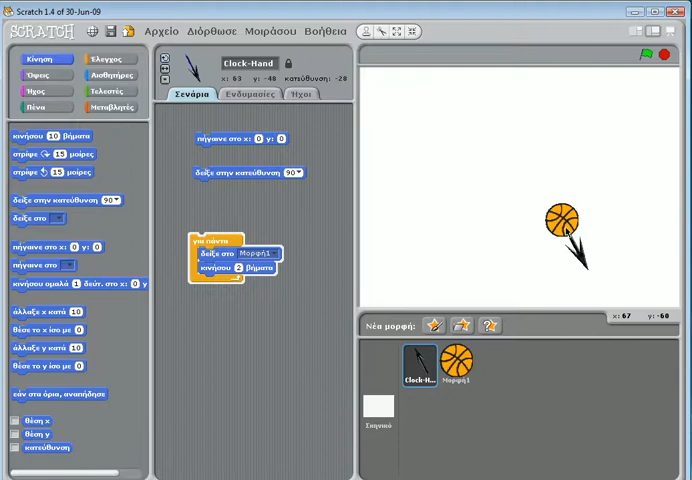 Scratch 1.4 of 30-Jun-09
SCRATCH Αρχείο Διόρθωσε Μοιράσου Βοήθεια
Κίνηση Έλεγχος
Όψεις Αισθητήρες
Ήχος Τελεστές
Πένα Μεταβλητές
κινήσου 10 βήματα
στρίψε 15 μοίρες
στρίψε 15 μοίρες
δείξε στην κατεύθυνση 90
δείξε στο
πήγαινε στο x: 0 y: 0
πήγαινε στο
κινήσου ομαλά 1 δεύτ. στο x: 0 y
άλλαξε x κατά 10
θέσε το x ίσο με 0
άλλαξε y κατά 10
θέσε το y ίσο με 0
εάν στα όρια, αναπήδησε
θέση x
θέση y
κατεύθυνση
Clock-Hand
x: 63 y: -48 κατεύθυνση: -28
Σενάρια Ενδυμασίες Ήχοι
πήγαινε στο x: 0 y: 0
δείξε στην κατεύθυνση 90
για πάντα
δείξε στο Μορφή1
κινήσου 2 βήματα
x: 67 y: -60
Νέα μορφή:
Clock-H... Μορφή1
Σκηνικό